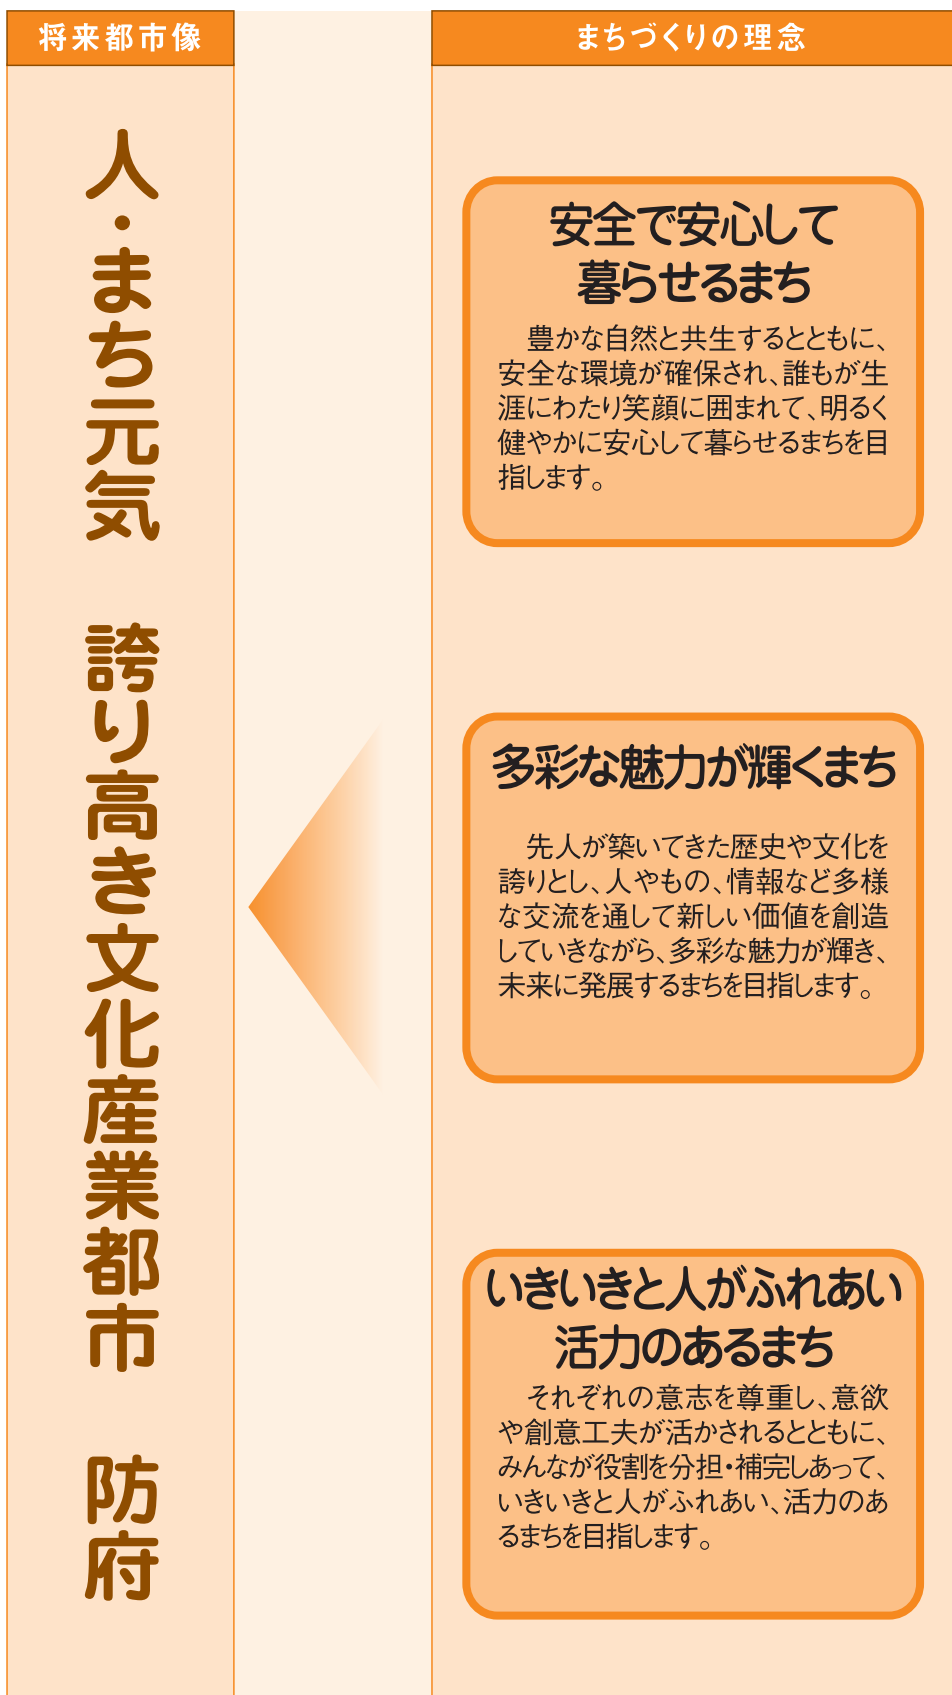 将来都市像
人・まち元気　誇り高き文化産業都市　防府
まちづくりの理念
安全で安心して
暮らせるまち
　豊かな自然と共生するとともに、
安全な環境が確保され、誰もが生
涯にわたり笑顔に囲まれて、明るく
健やかに安心して暮らせるまちを目
指します。
多彩な魅力が輝くまち
　先人が築いてきた歴史や文化を
誇りとし、人やもの、情報など多様
な交流を通して新しい価値を創造
していきながら、多彩な魅力が輝き、
未来に発展するまちを目指します。
いきいきと人がふれあい
活力のあるまち
　それぞれの意志を尊重し、意欲
や創意工夫が活かされるとともに、
みんなが役割を分担・補完しあって、
いきいきと人がふれあい、活力のあ
るまちを目指します。